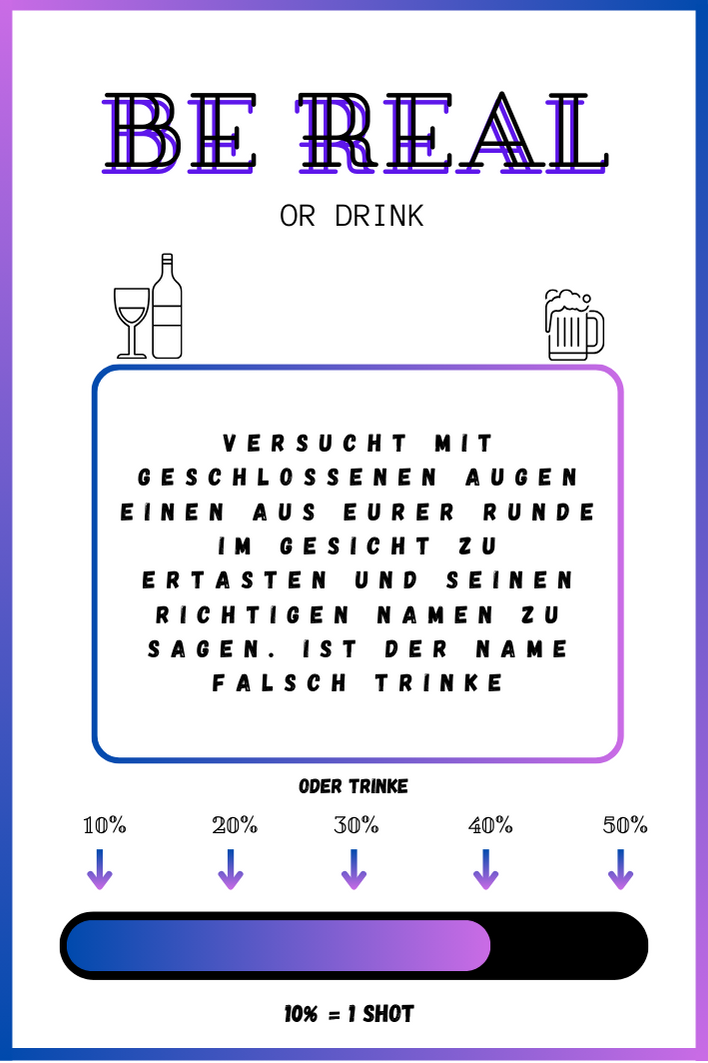 BE REAL
OR DRINK
VERSUCHT MIT
GESCHLOSSENEN AUGEN
EINEN AUS EURER RUNDE
IM GESICHT ZU
ERTASTEN UND SEINEN
RICHTIGEN NAMEN ZU
SAGEN. IST DER NAME
FALSCH TRINKE
ODER TRINKE
10% 20% 30% 40% 50%
10% = 1 SHOT